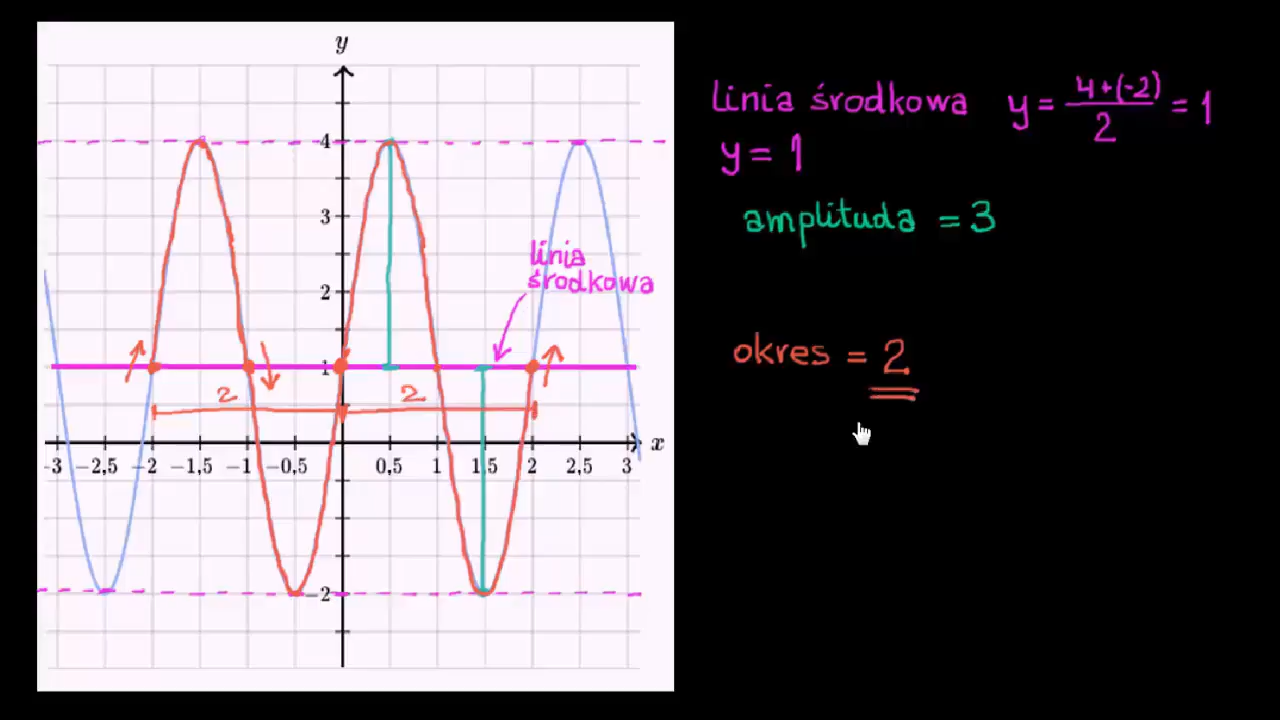 y
linia środkowa y = 4+(-2) / 2 = 1
y = 1
4
amplituda = 3
3
linia
środkowa
2
okres = 2
1
2 2
x
-3 -2,5 -2 -1,5 -1 -0,5 0,5 1 1,5 2 2,5 3
-2